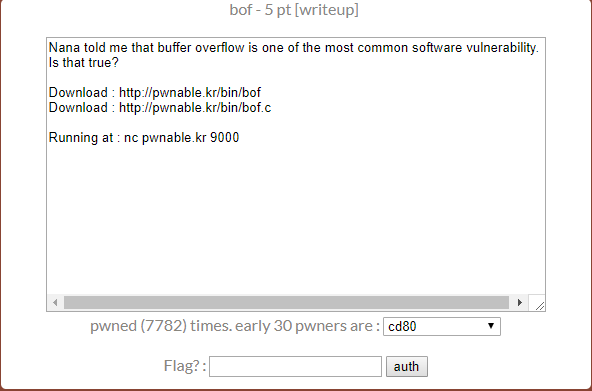 bof - 5 pt [writeup]
Nana told me that buffer overflow is one of the most common software vulnerability.
Is that true?
Download : http://pwnable.kr/bin/bof
Download : http://pwnable.kr/bin/bof.c
Running at : nc pwnable.kr 9000
pwned (7782) times. early 30 pwners are : cd80
Flag? : auth